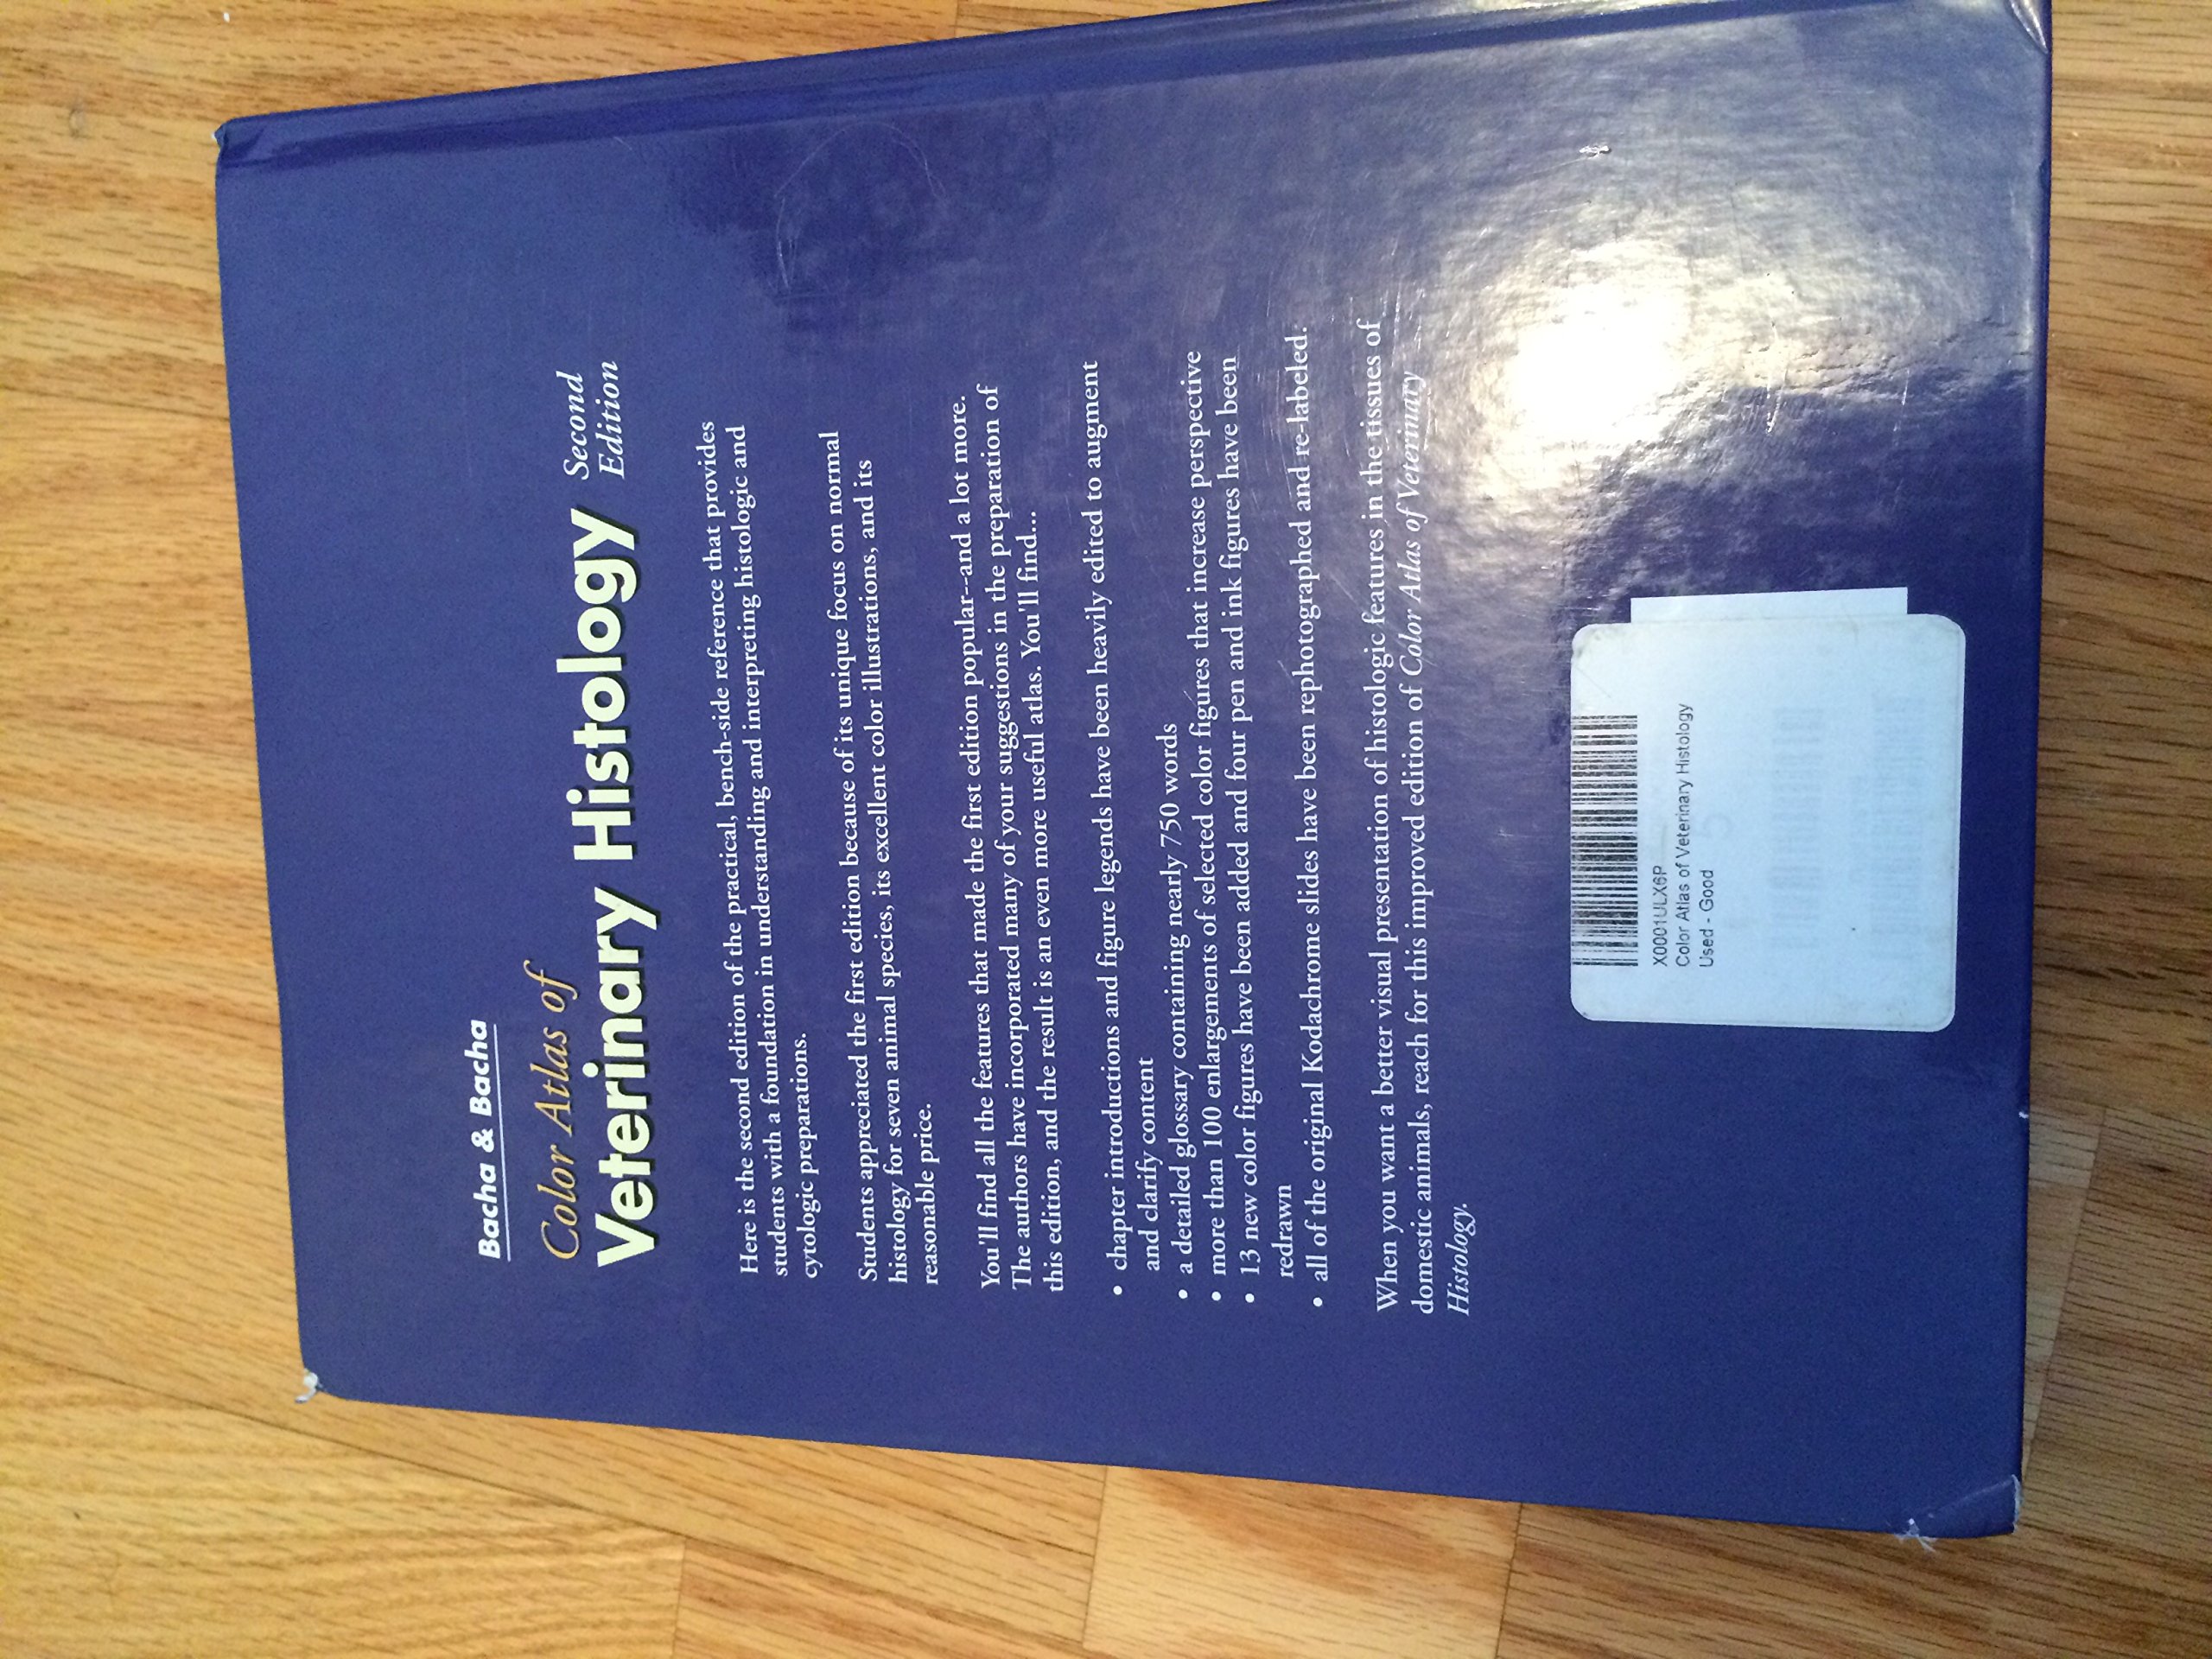 Bacha & Bacha
Color Atlas of
Veterinary Histology Second Edition
Here is the second edition of the practical, bench-side reference that provides
students with a foundation in understanding and interpreting histologic and
cytologic preparations.
Students appreciated the first edition because of its unique focus on normal
histology for seven animal species, its excellent color illustrations, and its
reasonable price.
You'll find all the features that made the first edition popular--and a lot more.
The authors have incorporated many of your suggestions in the preparation of
this edition, and the result is an even more useful atlas. You'll find...
• chapter introductions and figure legends have been heavily edited to augment
and clarify content
• a detailed glossary containing nearly 750 words
• more than 100 enlargements of selected color figures that increase perspective
• 13 new color figures have been added and four pen and ink figures have been
redrawn
• all of the original Kodachrome slides have been rephotographed and re-labeled.
When you want a better visual presentation of histologic features in the tissues of
domestic animals, reach for this improved edition of Color Atlas of Veterinary
Histology.
X0001ULX6P
Color Atlas of Veterinary Histology
Used - Good